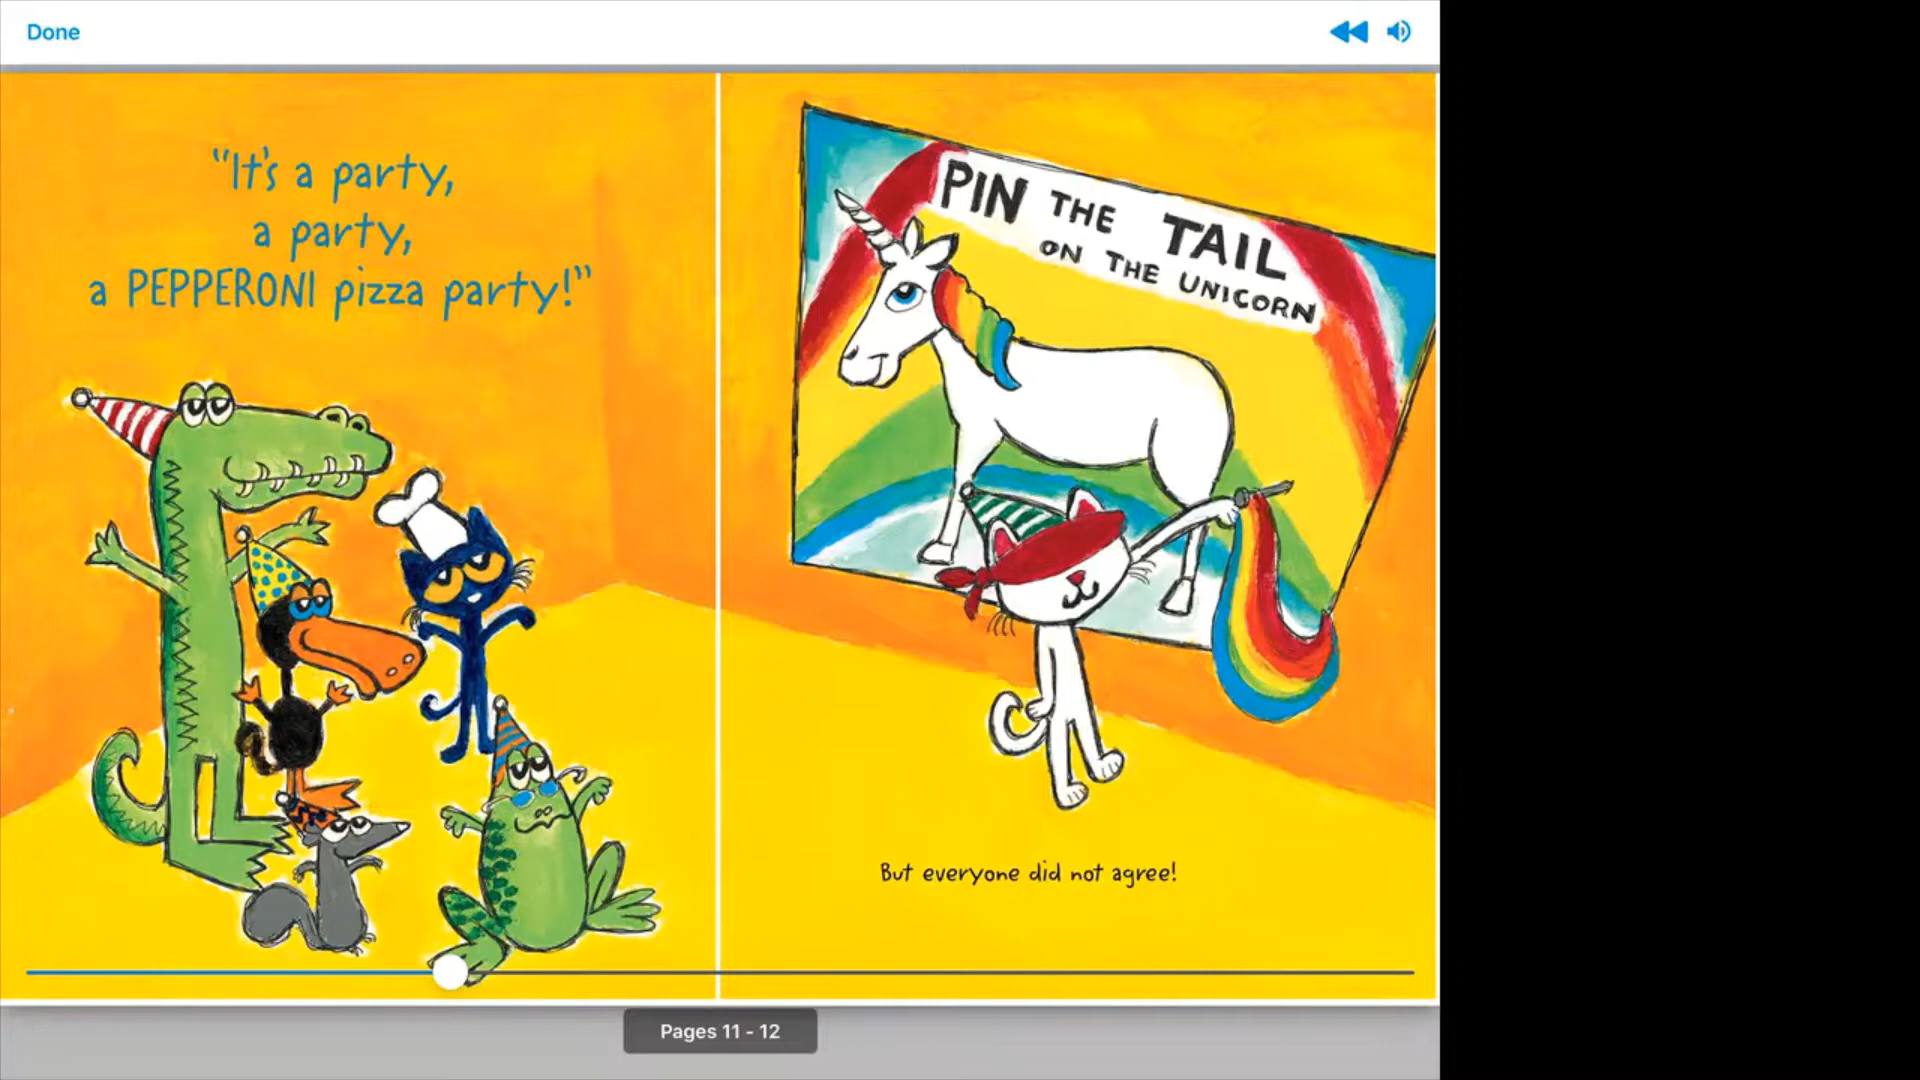 Done
"It's a party,
a party,
a PEPPERONI pizza party!"
PIN THE TAIL
ON THE UNICORN
But everyone did not agree!
Pages 11 - 12